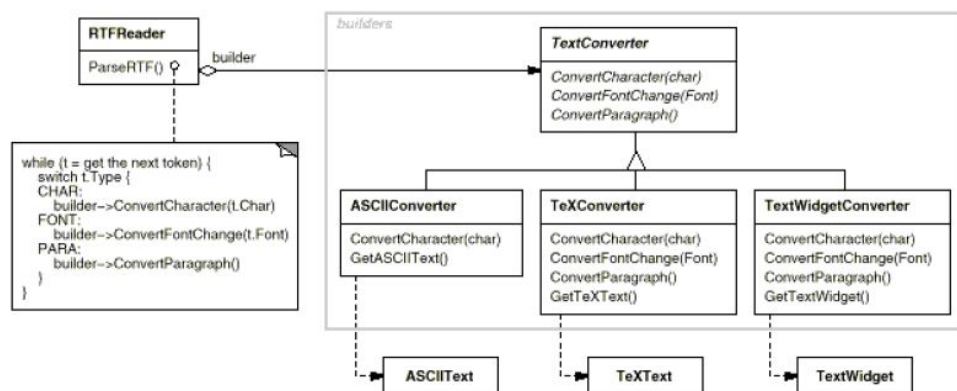 builders
RTFReader
ParseRTF()
builder
TextConverter
ConvertCharacter(char)
ConvertFontChange(Font)
ConvertParagraph()
while (t = get the next token) {
switch t.Type {
CHAR:
builder->ConvertCharacter(t.Char)
FONT:
builder->ConvertFontChange(t.Font)
PARA:
builder->ConvertParagraph()
}
}
ASCIIConverter
ConvertCharacter(char)
GetASCIIText()
TeXConverter
ConvertCharacter(char)
ConvertFontChange(Font)
ConvertParagraph()
GetTeXText()
TextWidgetConverter
ConvertCharacter(char)
ConvertFontChange(Font)
ConvertParagraph()
GetTextWidget()
ASCIIText
TeXText
TextWidget